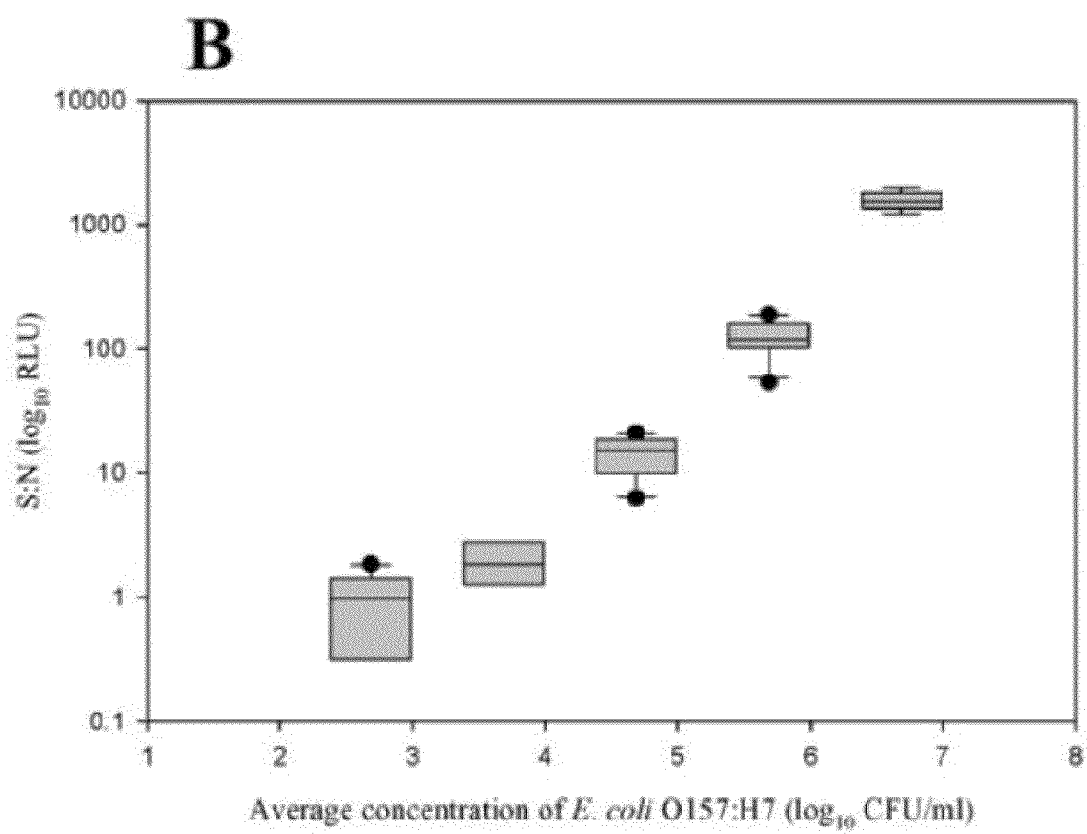 B
10000
1000
100
10
1
0.1
1 2 3 4 5 6 7 8
S:N (log10 RLU)
Average concentration of E. coli O157:H7 (log10 CFU/ml)